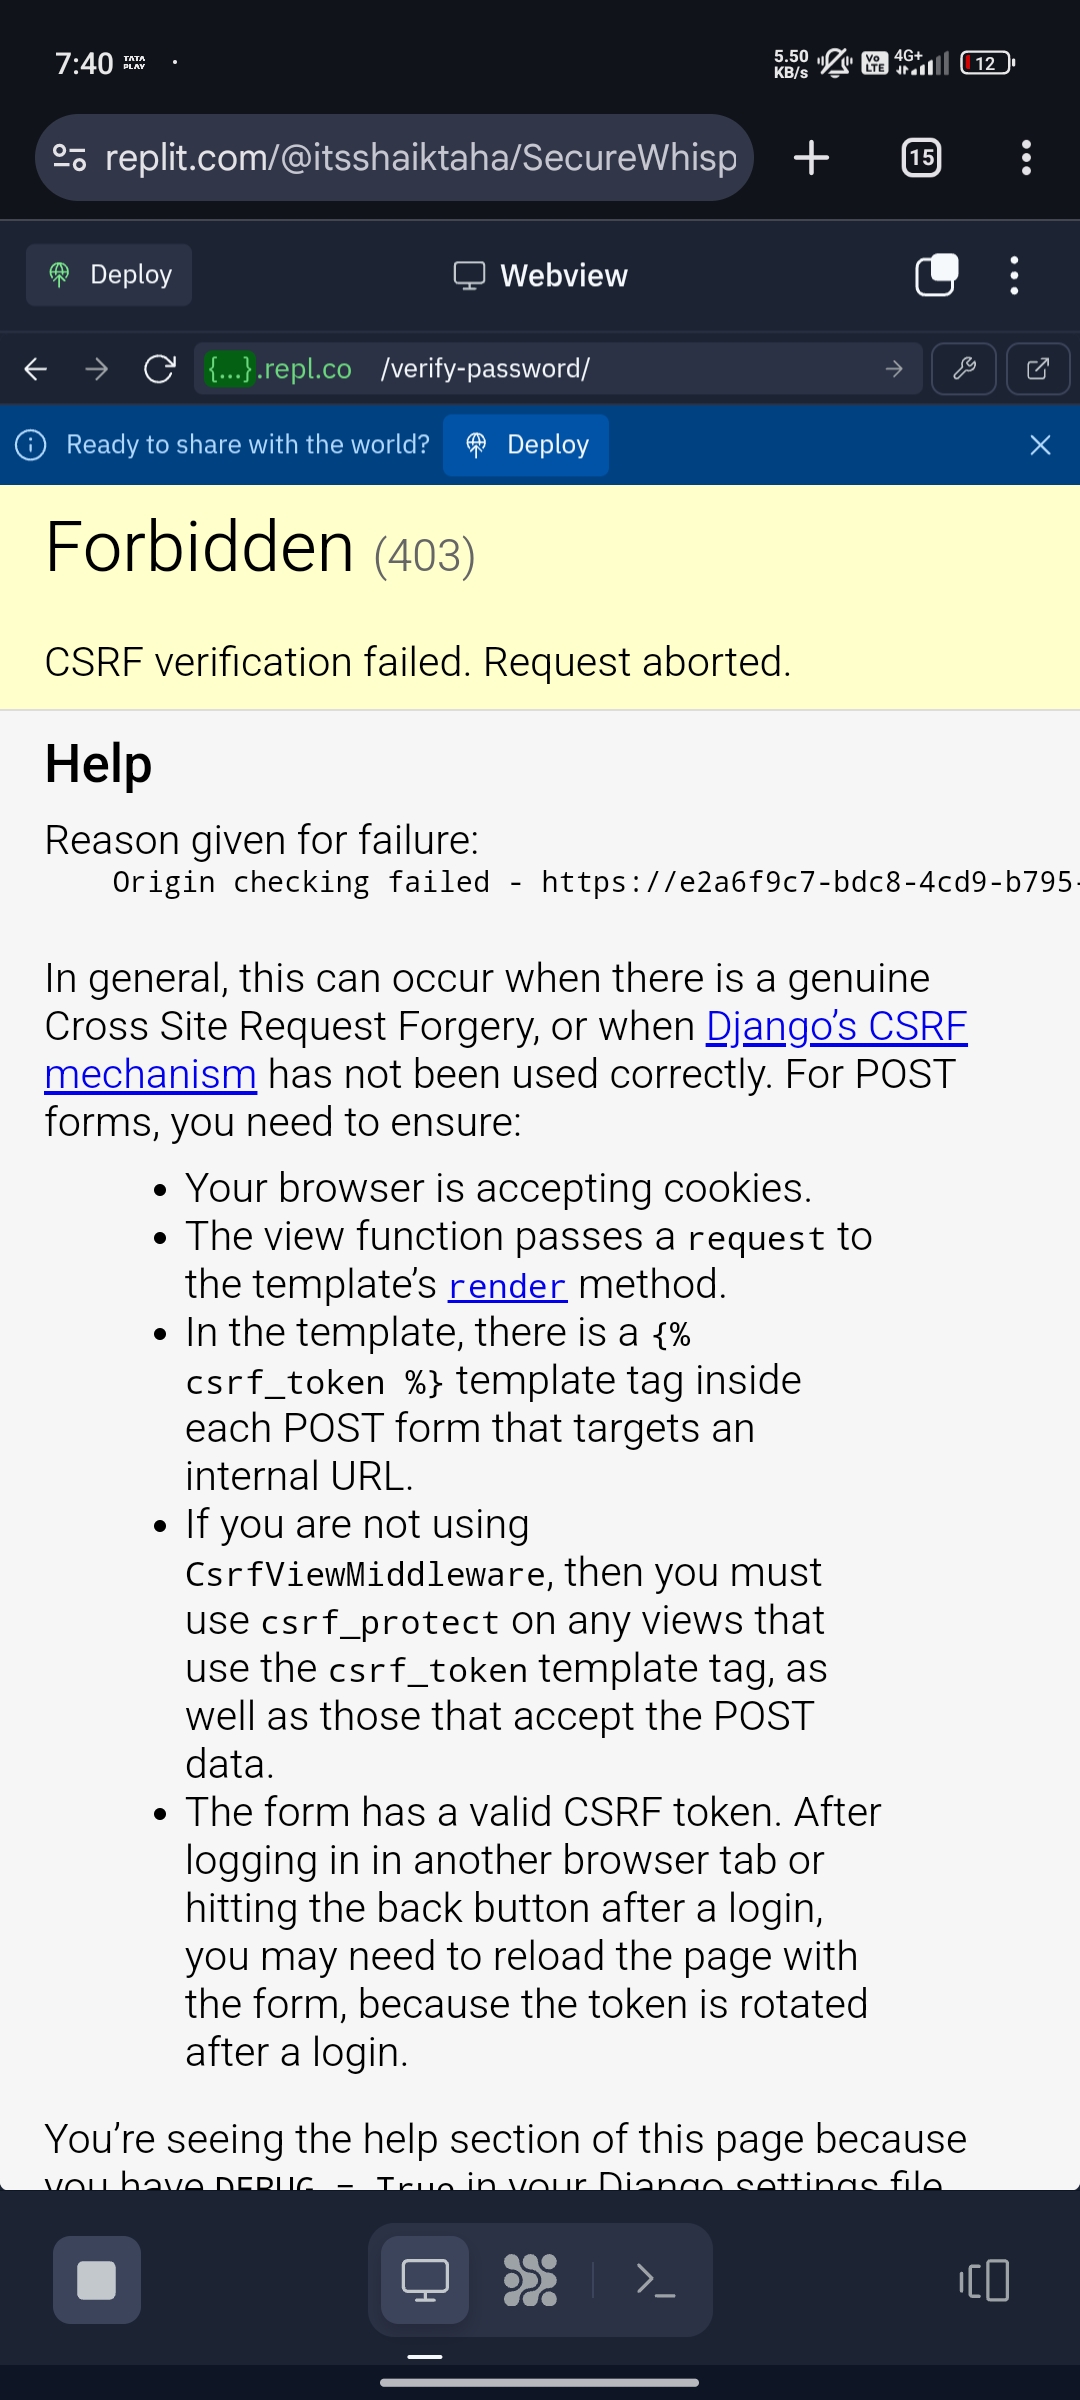 7:40 TATA PLAY
5.50 KB/s VoLTE 4G+ 12
replit.com/@itsshaiktaha/SecureWhisp
15
Deploy
Webview
{...}.repl.co /verify-password/
Ready to share with the world?
Deploy
Forbidden (403)
CSRF verification failed. Request aborted.
Help
Reason given for failure:
Origin checking failed - https://e2a6f9c7-bdc8-4cd9-b795-
In general, this can occur when there is a genuine
Cross Site Request Forgery, or when Django’s CSRF
mechanism has not been used correctly. For POST
forms, you need to ensure:
• Your browser is accepting cookies.
• The view function passes a request to
the template’s render method.
• In the template, there is a {%
csrf_token %} template tag inside
each POST form that targets an
internal URL.
• If you are not using
CsrfViewMiddleware, then you must
use csrf_protect on any views that
use the csrf_token template tag, as
well as those that accept the POST
data.
• The form has a valid CSRF token. After
logging in in another browser tab or
hitting the back button after a login,
you may need to reload the page with
the form, because the token is rotated
after a login.
You’re seeing the help section of this page because
you have DEBUG = True in your Django settings file.